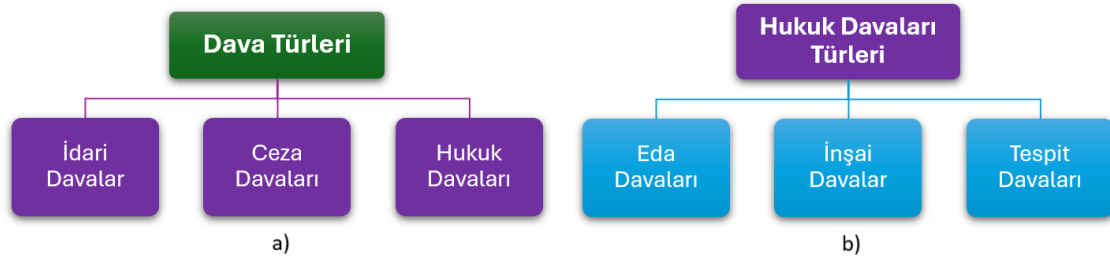 Dava Türleri
İdari
Davalar
Ceza
Davaları
Hukuk
Davaları
a)
Hukuk Davaları
Türleri
Eda
Davaları
İnşai
Davalar
Tespit
Davaları
b)